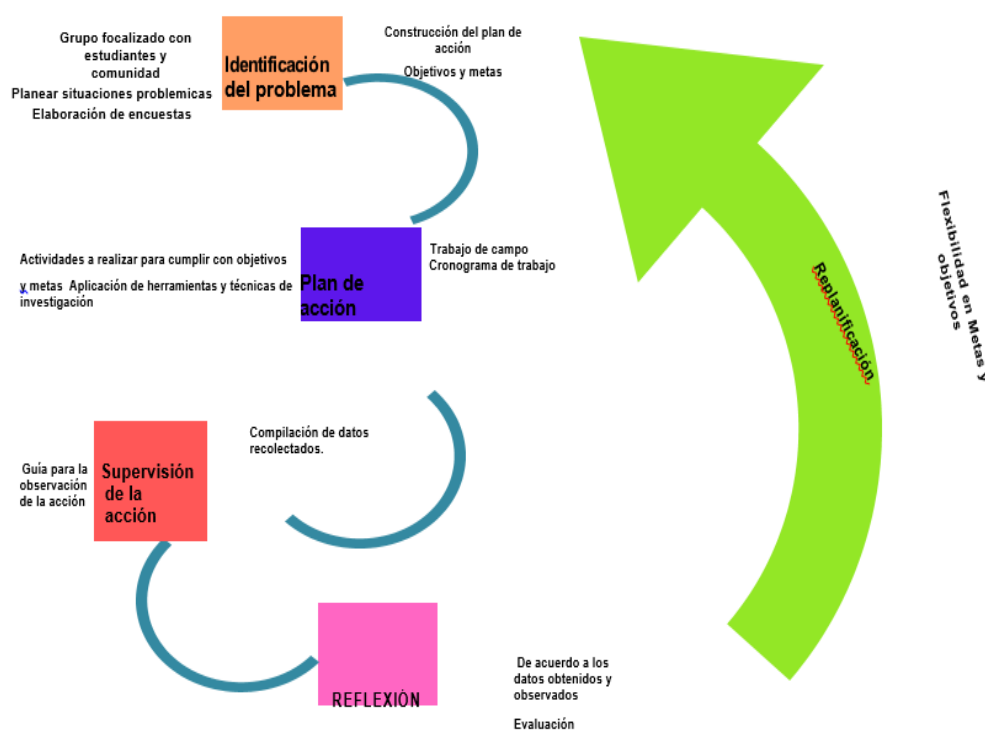 Grupo focalizado con
estudiantes y
comunidad
Planear situaciones problemicas
Elaboración de encuestas
Identificación
del problema
Construcción del plan de
acción
Objetivos y metas
Actividades a realizar para cumplir con objetivos
y metas Aplicación de herramientas y técnicas de
investigación
Plan de
acción
Trabajo de campo
Cronograma de trabajo
Replanificación
Flexibilidad en Metas y
objetivos
Compilación de datos
recolectados.
Guía para la
observación
de la acción
Supervisión
de la
acción
REFLEXIÓN
De acuerdo a los
datos obtenidos y
observados
Evaluación